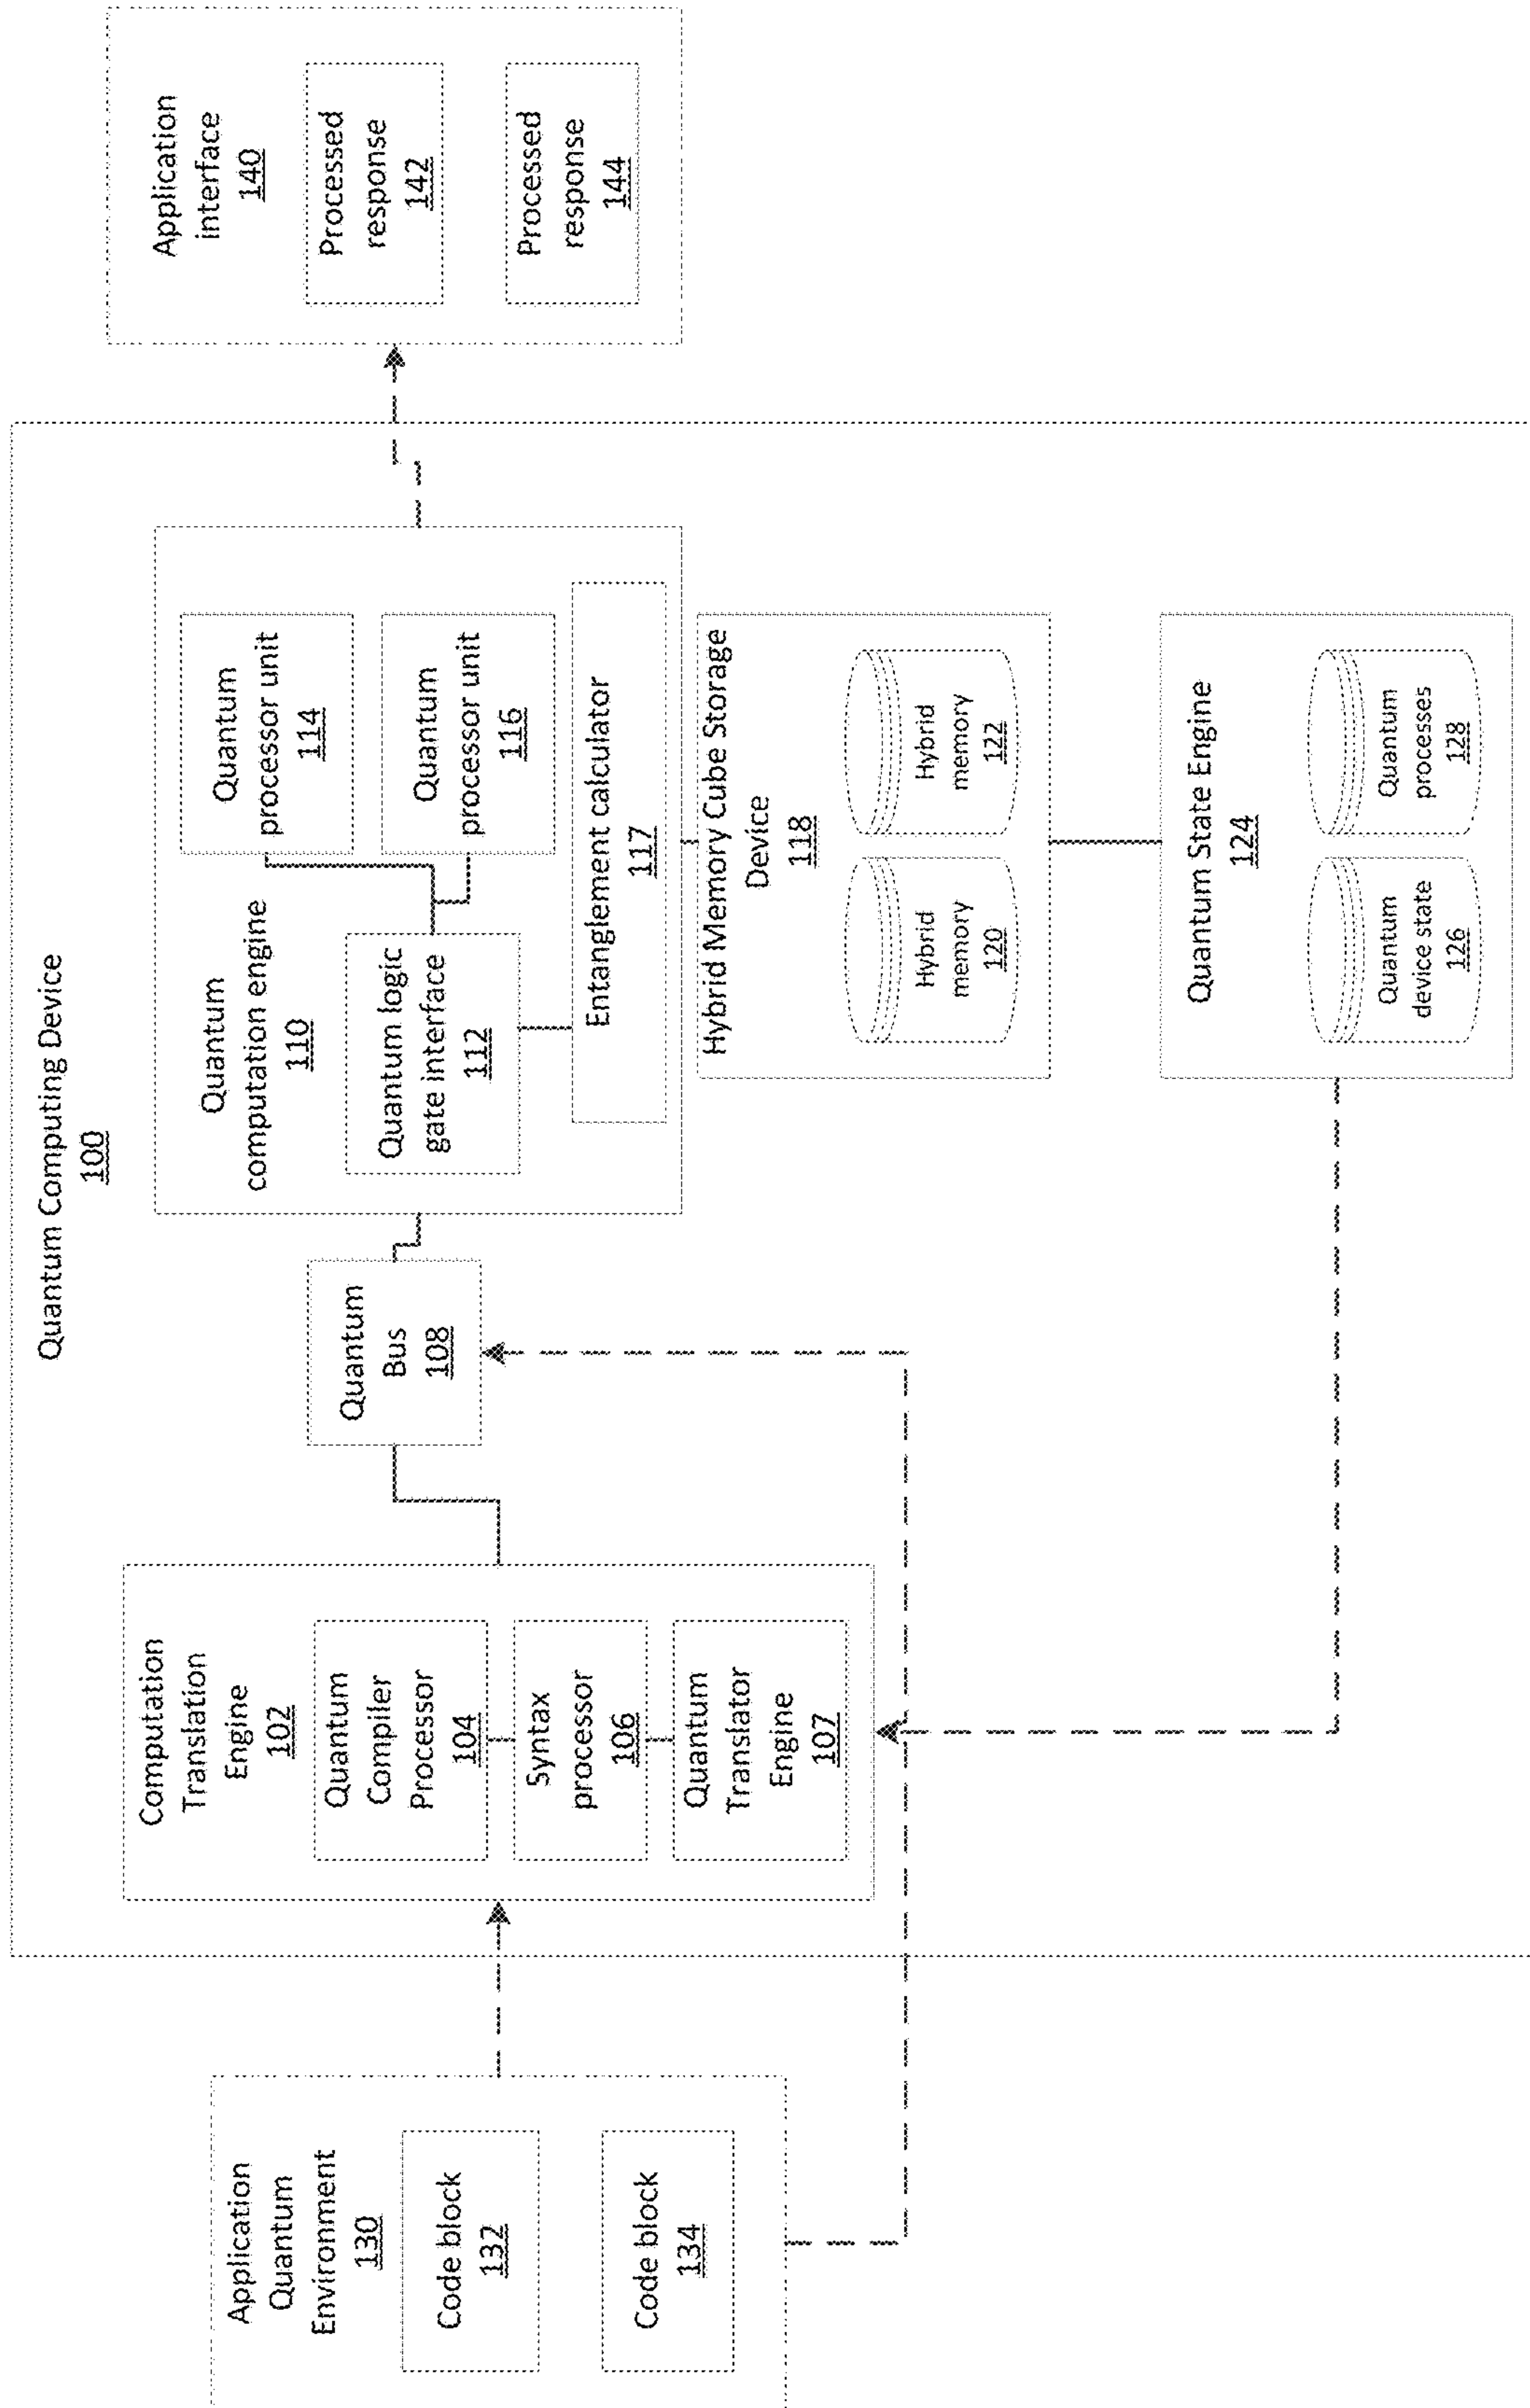 Quantum Computing Device
100
Application
Quantum
Environment
130
Code block
132
Code block
134
Computation
Translation
Engine
102
Quantum
Compiler
Processor
104
Syntax
processor
106
Quantum
Translator
Engine
107
Quantum
Bus
108
Quantum
computation engine
110
Quantum logic
gate interface
112
Quantum
processor unit
114
Quantum
processor unit
116
Entanglement calculator
117
Hybrid Memory Cube Storage
Device
118
Hybrid
memory
120
Hybrid
memory
122
Quantum State Engine
124
Quantum
device state
126
Quantum
processes
128
Application
interface
140
Processed
response
142
Processed
response
144